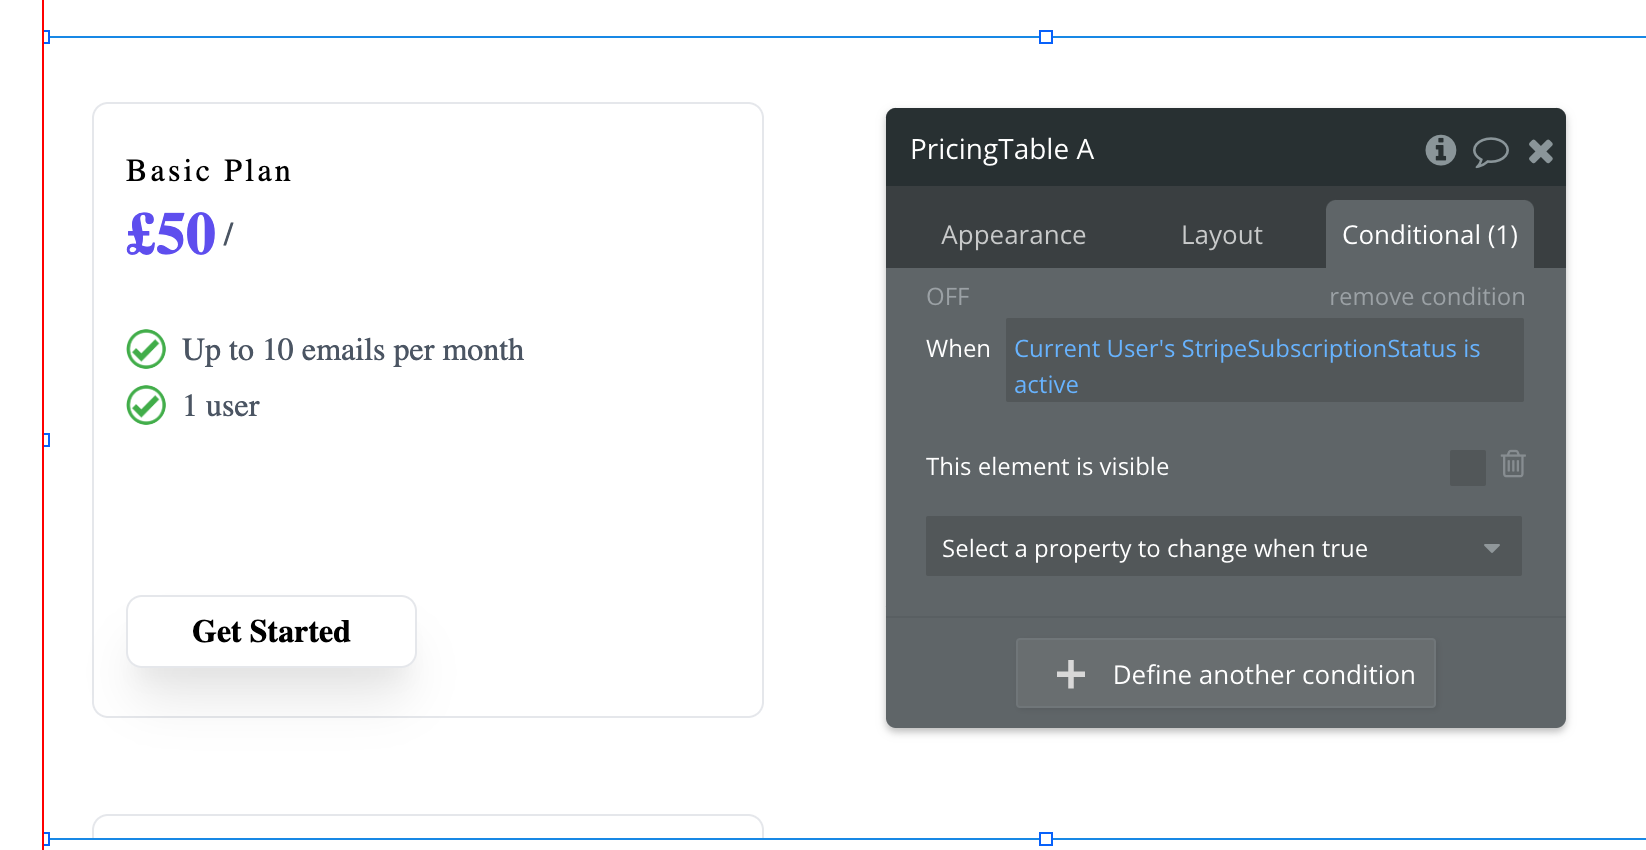 Basic Plan
£50 /
Up to 10 emails per month
1 user
Get Started
PricingTable A
Appearance
Layout
Conditional (1)
OFF
remove condition
When
Current User's StripeSubscriptionStatus is
active
This element is visible
Select a property to change when true
Define another condition